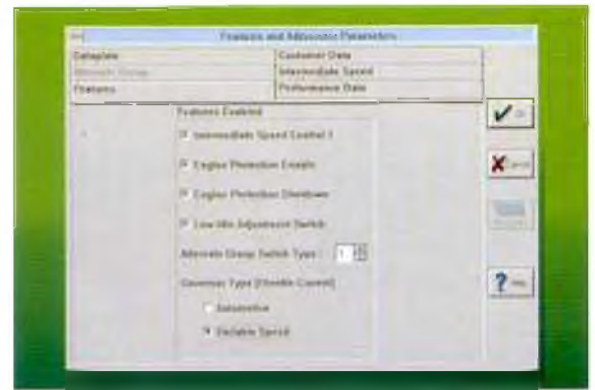 Features and Adjustable Parameters
Dataplate
Customer Data
Intermediate Speed
Features
Performance Data
Features Enabled
Intermediate Speed Control 1
Engine Protection Enable
Engine Protection Shutdown
Low Idle Adjustment Switch
Alternate Group Switch Type :
1
Governor Type (Throttle Control)
Automotive
Variable Speed
OK
Cancel
Help